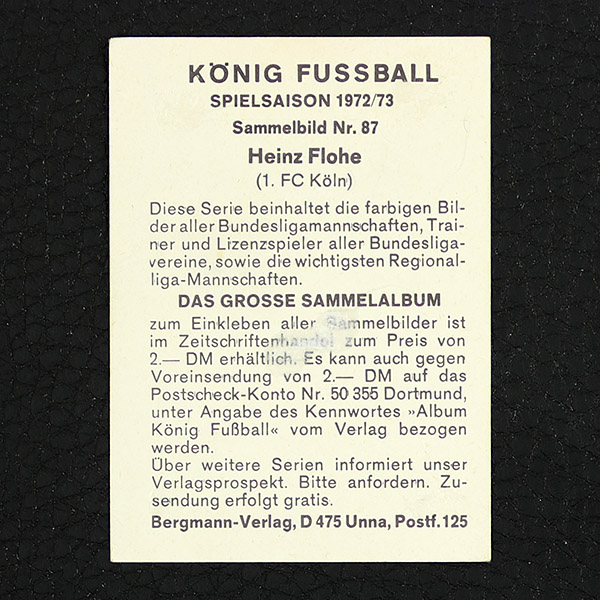 KÖNIG FUSSBALL
SPIELSAISON 1972/73
Sammelbild Nr. 87
Heinz Flohe
(1. FC Köln)
Diese Serie beinhaltet die farbigen Bil-
der aller Bundesligamannschaften, Trai-
ner und Lizenzspieler aller Bundesliga-
vereine, sowie die wichtigsten Regional-
liga-Mannschaften.
DAS GROSSE SAMMELALBUM
zum Einkleben aller Sammelbilder ist
im Zeitschriftenhandel zum Preis von
2.— DM erhältlich. Es kann auch gegen
Voreinsendung von 2.— DM auf das
Postscheck-Konto Nr. 50 355 Dortmund,
unter Angabe des Kennwortes »Album
König Fußball« vom Verlag bezogen
werden.
Über weitere Serien informiert unser
Verlagsprospekt. Bitte anfordern. Zu-
sendung erfolgt gratis.
Bergmann-Verlag, D 475 Unna, Postf. 125